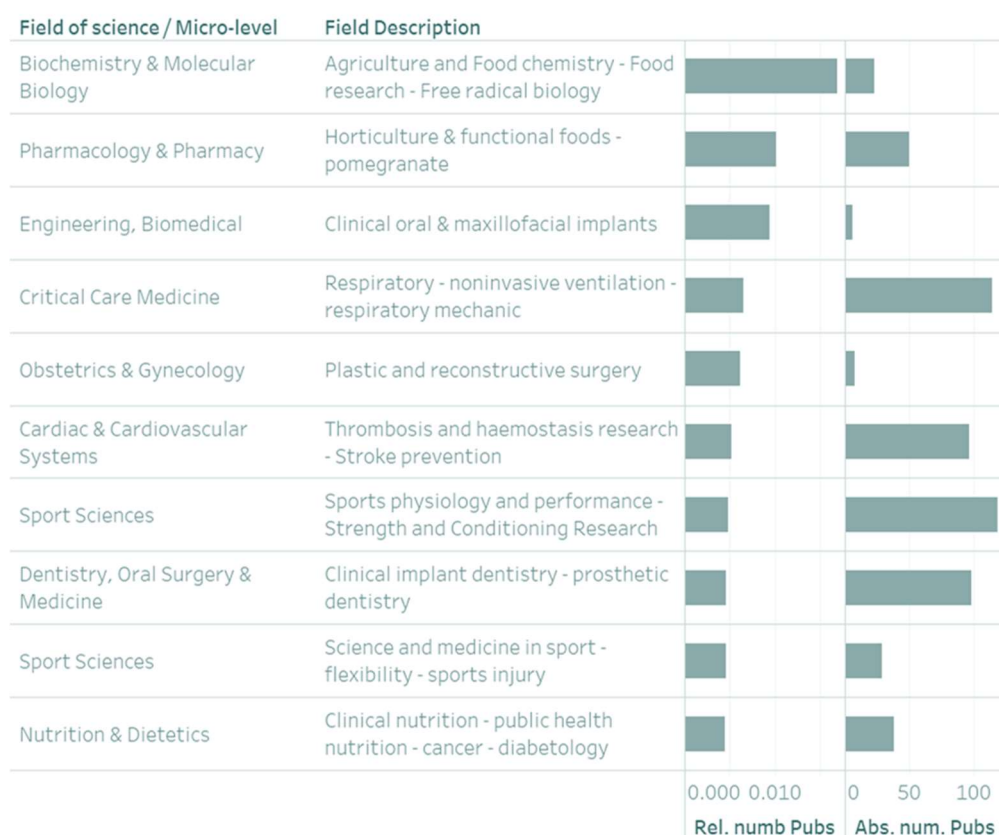 Field of science / Micro-level Field Description
Biochemistry & Molecular
Biology
Agriculture and Food chemistry - Food
research - Free radical biology
Pharmacology & Pharmacy
Horticulture & functional foods -
pomegranate
Engineering, Biomedical
Clinical oral & maxillofacial implants
Critical Care Medicine
Respiratory - noninvasive ventilation -
respiratory mechanic
Obstetrics & Gynecology
Plastic and reconstructive surgery
Cardiac & Cardiovascular
Systems
Thrombosis and haemostasis research
- Stroke prevention
Sport Sciences
Sports physiology and performance -
Strength and Conditioning Research
Dentistry, Oral Surgery &
Medicine
Clinical implant dentistry - prosthetic
dentistry
Sport Sciences
Science and medicine in sport -
flexibility - sports injury
Nutrition & Dietetics
Clinical nutrition - public health
nutrition - cancer - diabetology
0.000 0.010 0 50 100
Rel. numb Pubs Abs. num. Pubs